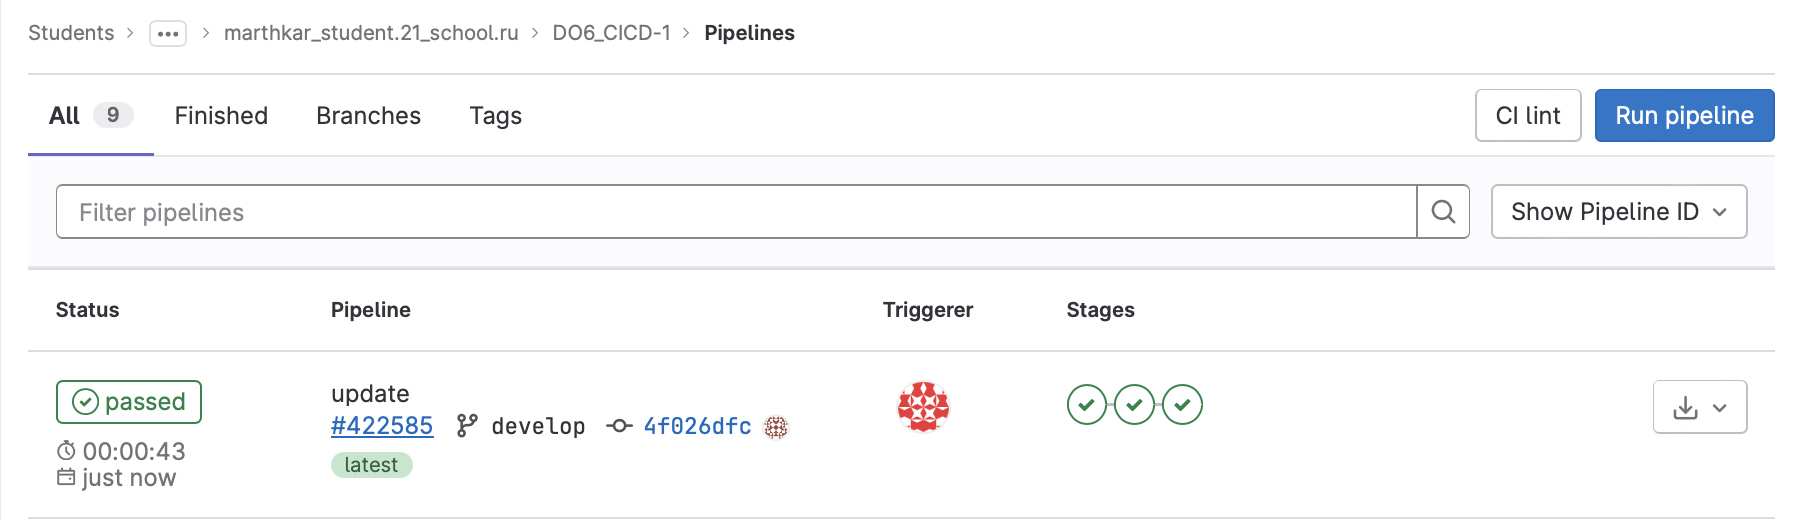 Students > ... > marthkar_student.21_school.ru > DO6_CICD-1 > Pipelines
All 9 Finished Branches Tags CI lint Run pipeline
Filter pipelines Show Pipeline ID
Status Pipeline Triggerer Stages
passed update
#422585 develop 4f026dfc
00:00:43
latest
just now